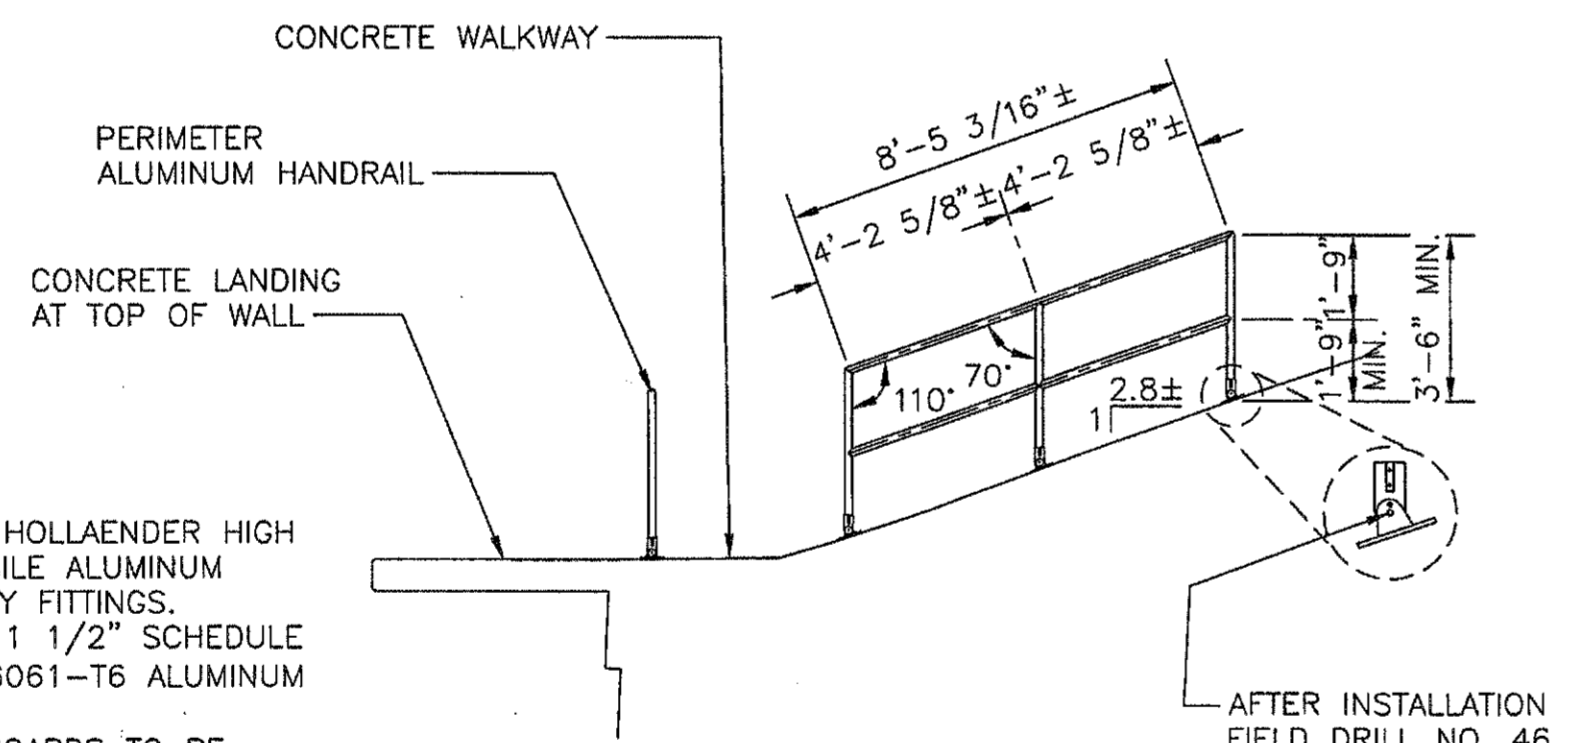 CONCRETE WALKWAY
PERIMETER
ALUMINUM HANDRAIL
CONCRETE LANDING
AT TOP OF WALL
8'-5 3/16"±
4'-2 5/8"±
4'-2 5/8"±
110°
70°
2.8±
1
1'-9"
1'-9"
MIN.
3'-6" MIN.
HOLLAENDER HIGH
ALUMINUM
FITTINGS.
1 1/2" SCHEDULE
6061-T6 ALUMINUM
TO BE
AFTER INSTALLATION
FIELD DRILL NO. 46